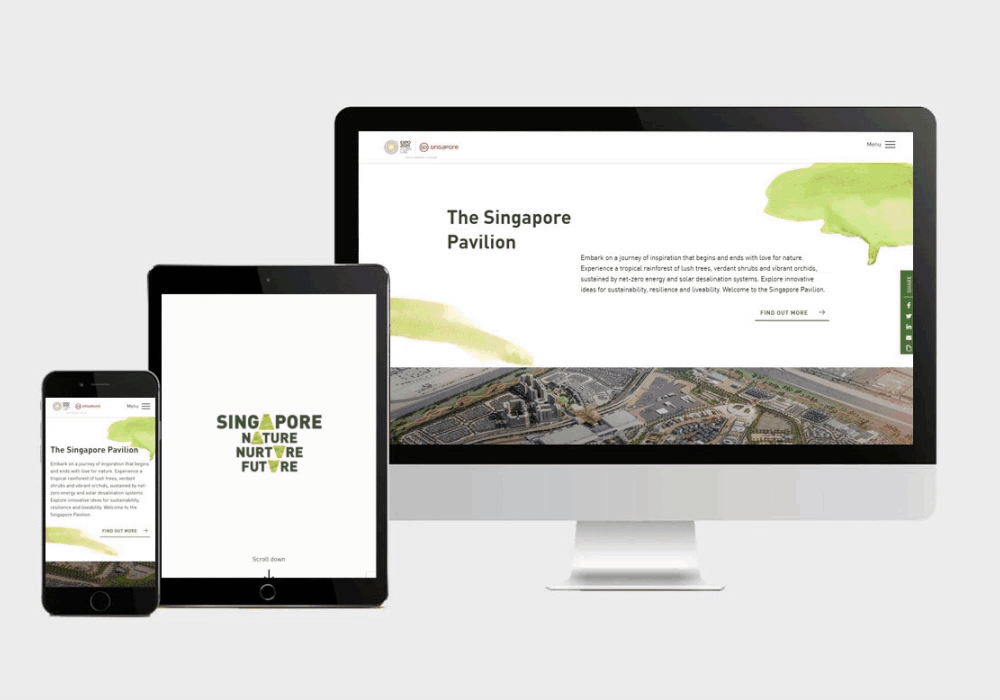 EXPO
2020
singapore
Menu
The Singapore
Pavilion
Embark on a journey of inspiration that begins and ends with love for nature.
Experience a tropical rainforest of lush trees, verdant shrubs and vibrant orchids,
sustained by net-zero energy and solar desalination systems. Explore innovative
ideas for sustainability, resilience and liveability. Welcome to the Singapore Pavilion.
FIND OUT MORE
SHARE
SINGAPORE
NATURE
NURTURE
FUTURE
Scroll down
singapore
Menu
The Singapore Pavilion
Embark on a journey of inspiration that begins
and ends with love for nature. Experience a
tropical rainforest of lush trees, verdant
shrubs and vibrant orchids, sustained by net-
zero energy and solar desalination systems.
Explore innovative ideas for sustainability,
resilience and liveability. Welcome to the
Singapore Pavilion.
FIND OUT MORE